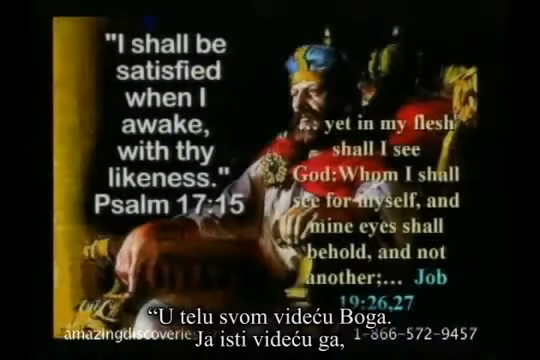 "I shall be
satisfied
when I
awake,
with thy
likeness."
Psalm 17:15
... yet in my flesh
shall I see
God:Whom I shall
see for myself, and
mine eyes shall
behold, and not
another;... Job
19:26,27
“U telu svom videću Boga.
Ja isti videću ga,
amazingdiscoveries
1-866-572-9457